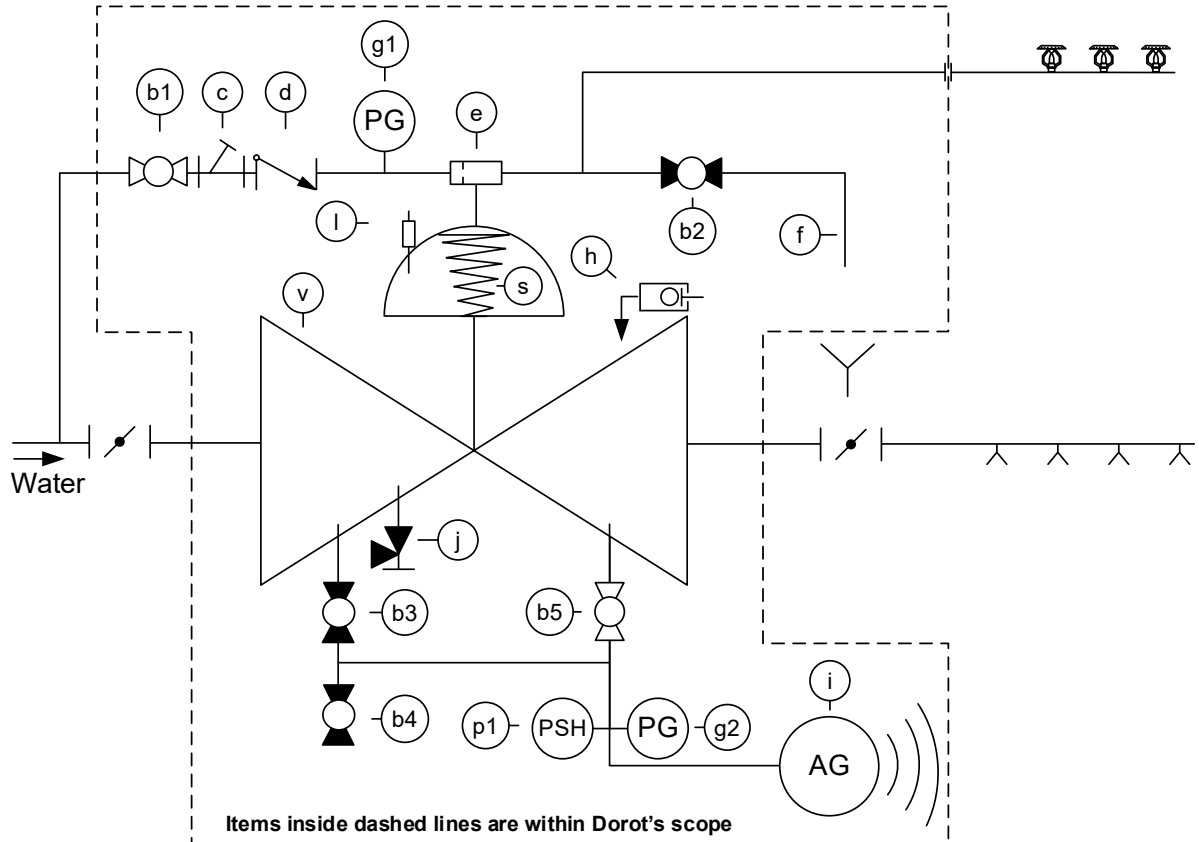 g1
b1
c
d
PG
e
l
b2
f
h
s
v
Water
j
b3
b5
i
b4
p1
PSH
PG
g2
AG
Items inside dashed lines are within Dorot's scope